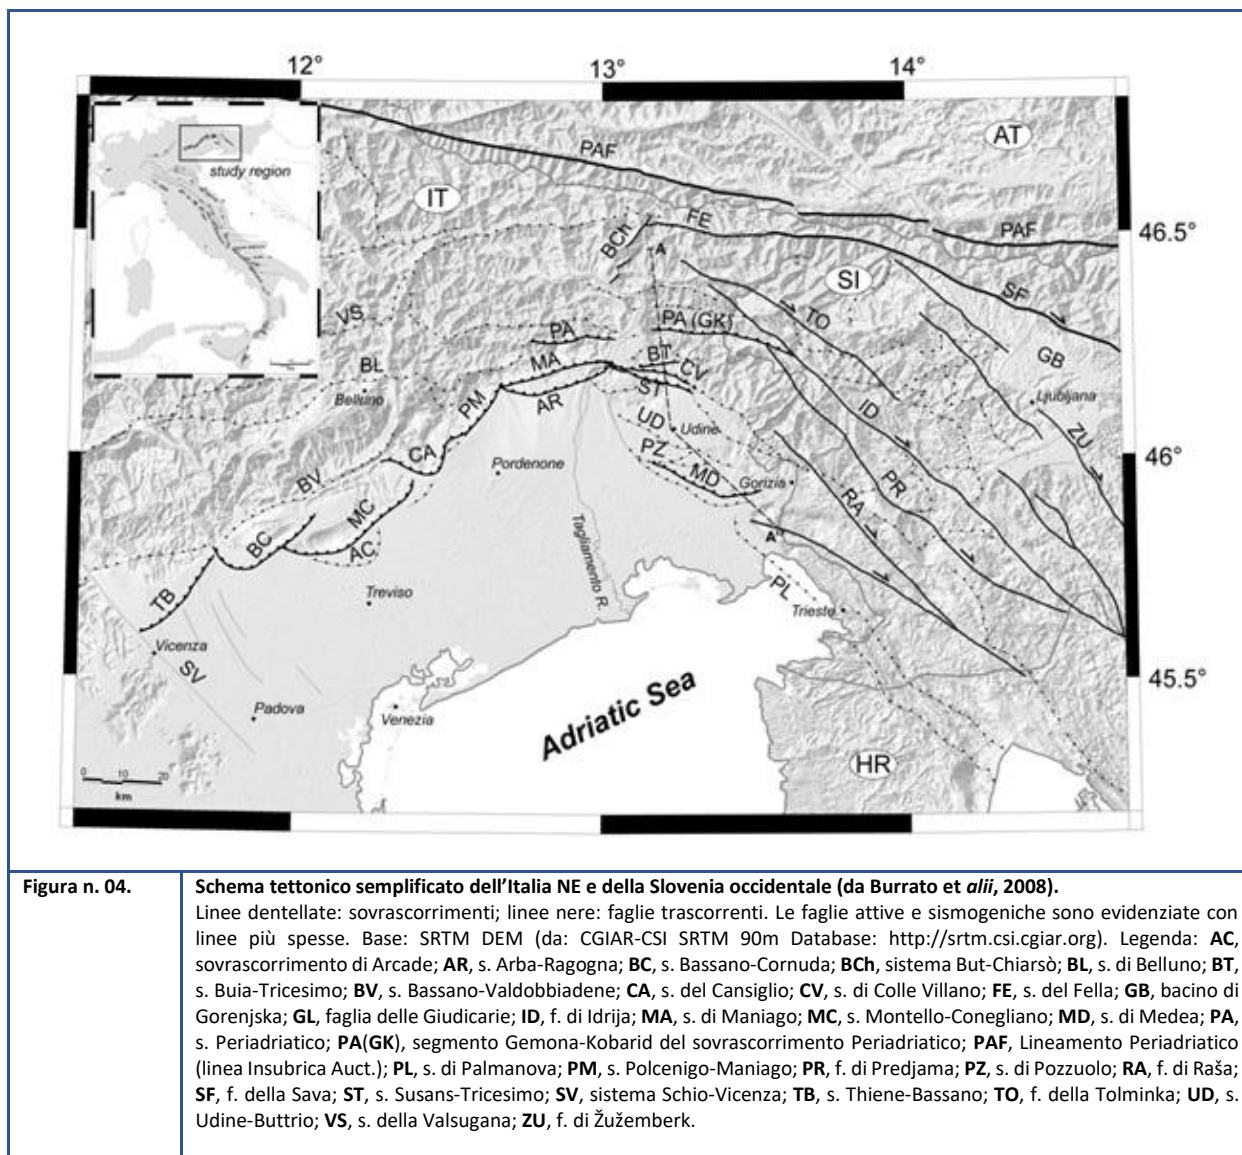 12°
13°
14°
study region
PAF
AT
IT
FE
BCh
A
PAF
46.5°
SI
SF
VS
PA
PA (GK)
TO
BL
MA
BT
CV
GB
Belluno
PM
AR
ST
Ljubljana
UD
Udine
ID
ZU
CA
PZ
MD
46°
Pordenone
Gorizia
BV
PR
MC
RA
BC
AC
Tagliamento R.
A'
TB
Treviso
PL
Trieste
Vicenza
SV
45.5°
Padova
Venezia
Adriatic Sea
HR
0 10 20
km
Figura n. 04.
Schema tettonico semplificato dell’Italia NE e della Slovenia occidentale (da Burrato et alii, 2008).
Linee dentellate: sovrascorrimenti; linee nere: faglie trascorrenti. Le faglie attive e sismogeniche sono evidenziate con
linee più spesse. Base: SRTM DEM (da: CGIAR-CSI SRTM 90m Database: http://srtm.csi.cgiar.org). Legenda: AC,
sovrascorrimento di Arcade; AR, s. Arba-Ragogna; BC, s. Bassano-Cornuda; BCh, sistema But-Chiarsò; BL, s. di Belluno; BT,
s. Buia-Tricesimo; BV, s. Bassano-Valdobbiadene; CA, s. del Cansiglio; CV, s. di Colle Villano; FE, s. del Fella; GB, bacino di
Gorenjska; GL, faglia delle Giudicarie; ID, f. di Idrija; MA, s. di Maniago; MC, s. Montello-Conegliano; MD, s. di Medea; PA,
s. Periadriatico; PA(GK), segmento Gemona-Kobarid del sovrascorrimento Periadriatico; PAF, Lineamento Periadriatico
(linea Insubrica Auct.); PL, s. di Palmanova; PM, s. Polcenigo-Maniago; PR, f. di Predjama; PZ, s. di Pozzuolo; RA, f. di Raša;
SF, f. della Sava; ST, s. Susans-Tricesimo; SV, sistema Schio-Vicenza; TB, s. Thiene-Bassano; TO, f. della Tolminka; UD, s.
Udine-Buttrio; VS, s. della Valsugana; ZU, f. di Žužemberk.